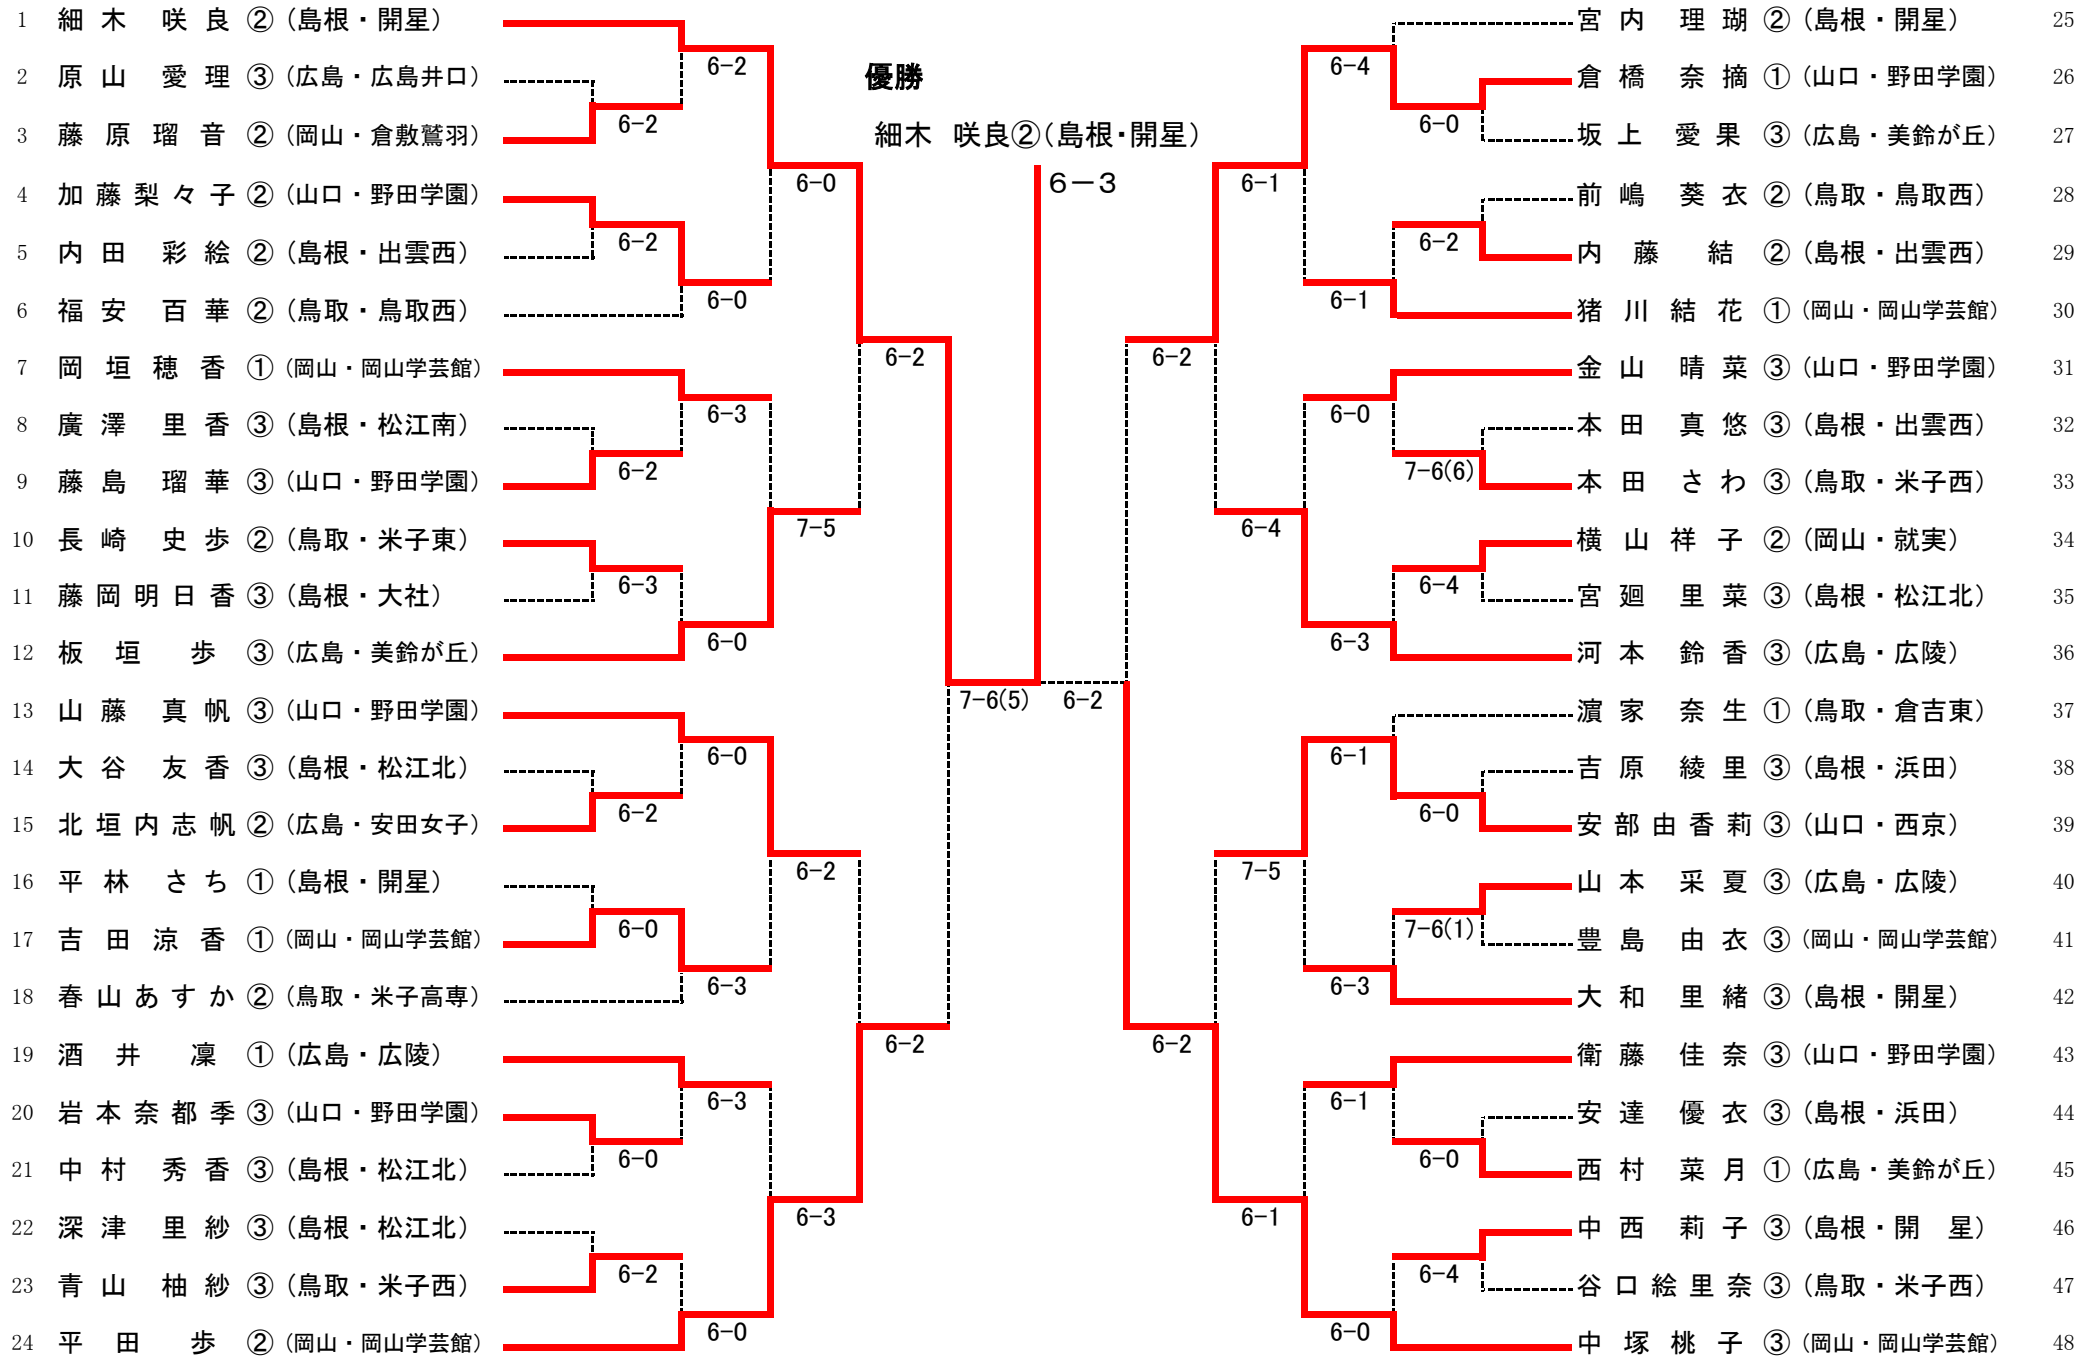 1 細木 咲良 ② (島根・開星)
2 原山 愛理 ③ (広島・広島井口)
3 藤原瑠音 ② (岡山・倉敷鷲羽)
4 加藤梨々子 ② (山口・野田学園)
5 内田 彩絵 ② (島根・出雲西)
6 福安 百華 ② (鳥取・鳥取西)
7 岡垣穂香 ① (岡山・岡山学芸館)
8 廣澤 里香 ③ (島根・松江南)
9 藤島 瑠華 ③ (山口・野田学園)
10 長崎 史歩 ② (鳥取・米子東)
11 藤岡明日香 ③ (島根・大社)
12 板垣 歩 ③ (広島・美鈴が丘)
13 山藤 真帆 ③ (山口・野田学園)
14 大谷 友香 ③ (島根・松江北)
15 北垣内志帆 ② (広島・安田女子)
16 平林 さち ① (島根・開星)
17 吉田涼香 ① (岡山・岡山学芸館)
18 春山あすか ② (鳥取・米子高専)
19 酒井 凜 ① (広島・広陵)
20 岩本奈都季 ③ (山口・野田学園)
21 中村 秀香 ③ (島根・松江北)
22 深津 里紗 ③ (島根・松江北)
23 青山 柚紗 ③ (鳥取・米子西)
24 平田 歩 ② (岡山・岡山学芸館)
6-2
6-2
6-2
6-2
6-3
6-2
6-0
6-0
6-2
6-2
6-0
6-3
6-3
6-0
6-0
6-3
6-0
6-3
6-2
6-0
6-0
7-5
6-2
6-3
6-2
6-2
7-6(5)
優勝
細木 咲良②(島根・開星)
6-3
6-2
6-2
6-2
6-1
6-4
7-5
6-1
6-4
6-1
6-0
6-3
6-1
6-3
6-1
6-0
6-0
6-2
7-6(6)
6-4
6-0
7-6(1)
6-0
6-4
宮内 理瑚 ② (島根・開星) 25
倉橋 奈摘 ① (山口・野田学園) 26
坂上 愛果 ③ (広島・美鈴が丘) 27
前嶋 葵衣 ② (鳥取・鳥取西) 28
内藤 結 ② (島根・出雲西) 29
猪川結花 ① (岡山・岡山学芸館) 30
金山 晴菜 ③ (山口・野田学園) 31
本田 真悠 ③ (島根・出雲西) 32
本田 さわ ③ (鳥取・米子西) 33
横山祥子 ② (岡山・就実) 34
宮廻 里菜 ③ (島根・松江北) 35
河本 鈴香 ③ (広島・広陵) 36
濵家 奈生 ① (鳥取・倉吉東) 37
吉原 綾里 ③ (島根・浜田) 38
安部由香莉 ③ (山口・西京) 39
山本 采夏 ③ (広島・広陵) 40
豊島 由衣 ③ (岡山・岡山学芸館) 41
大和 里緒 ③ (島根・開星) 42
衛藤 佳奈 ③ (山口・野田学園) 43
安達 優衣 ③ (島根・浜田) 44
西村 菜月 ① (広島・美鈴が丘) 45
中西 莉子 ③ (島根・開 星) 46
谷口絵里奈 ③ (鳥取・米子西) 47
中塚桃子 ③ (岡山・岡山学芸館) 48